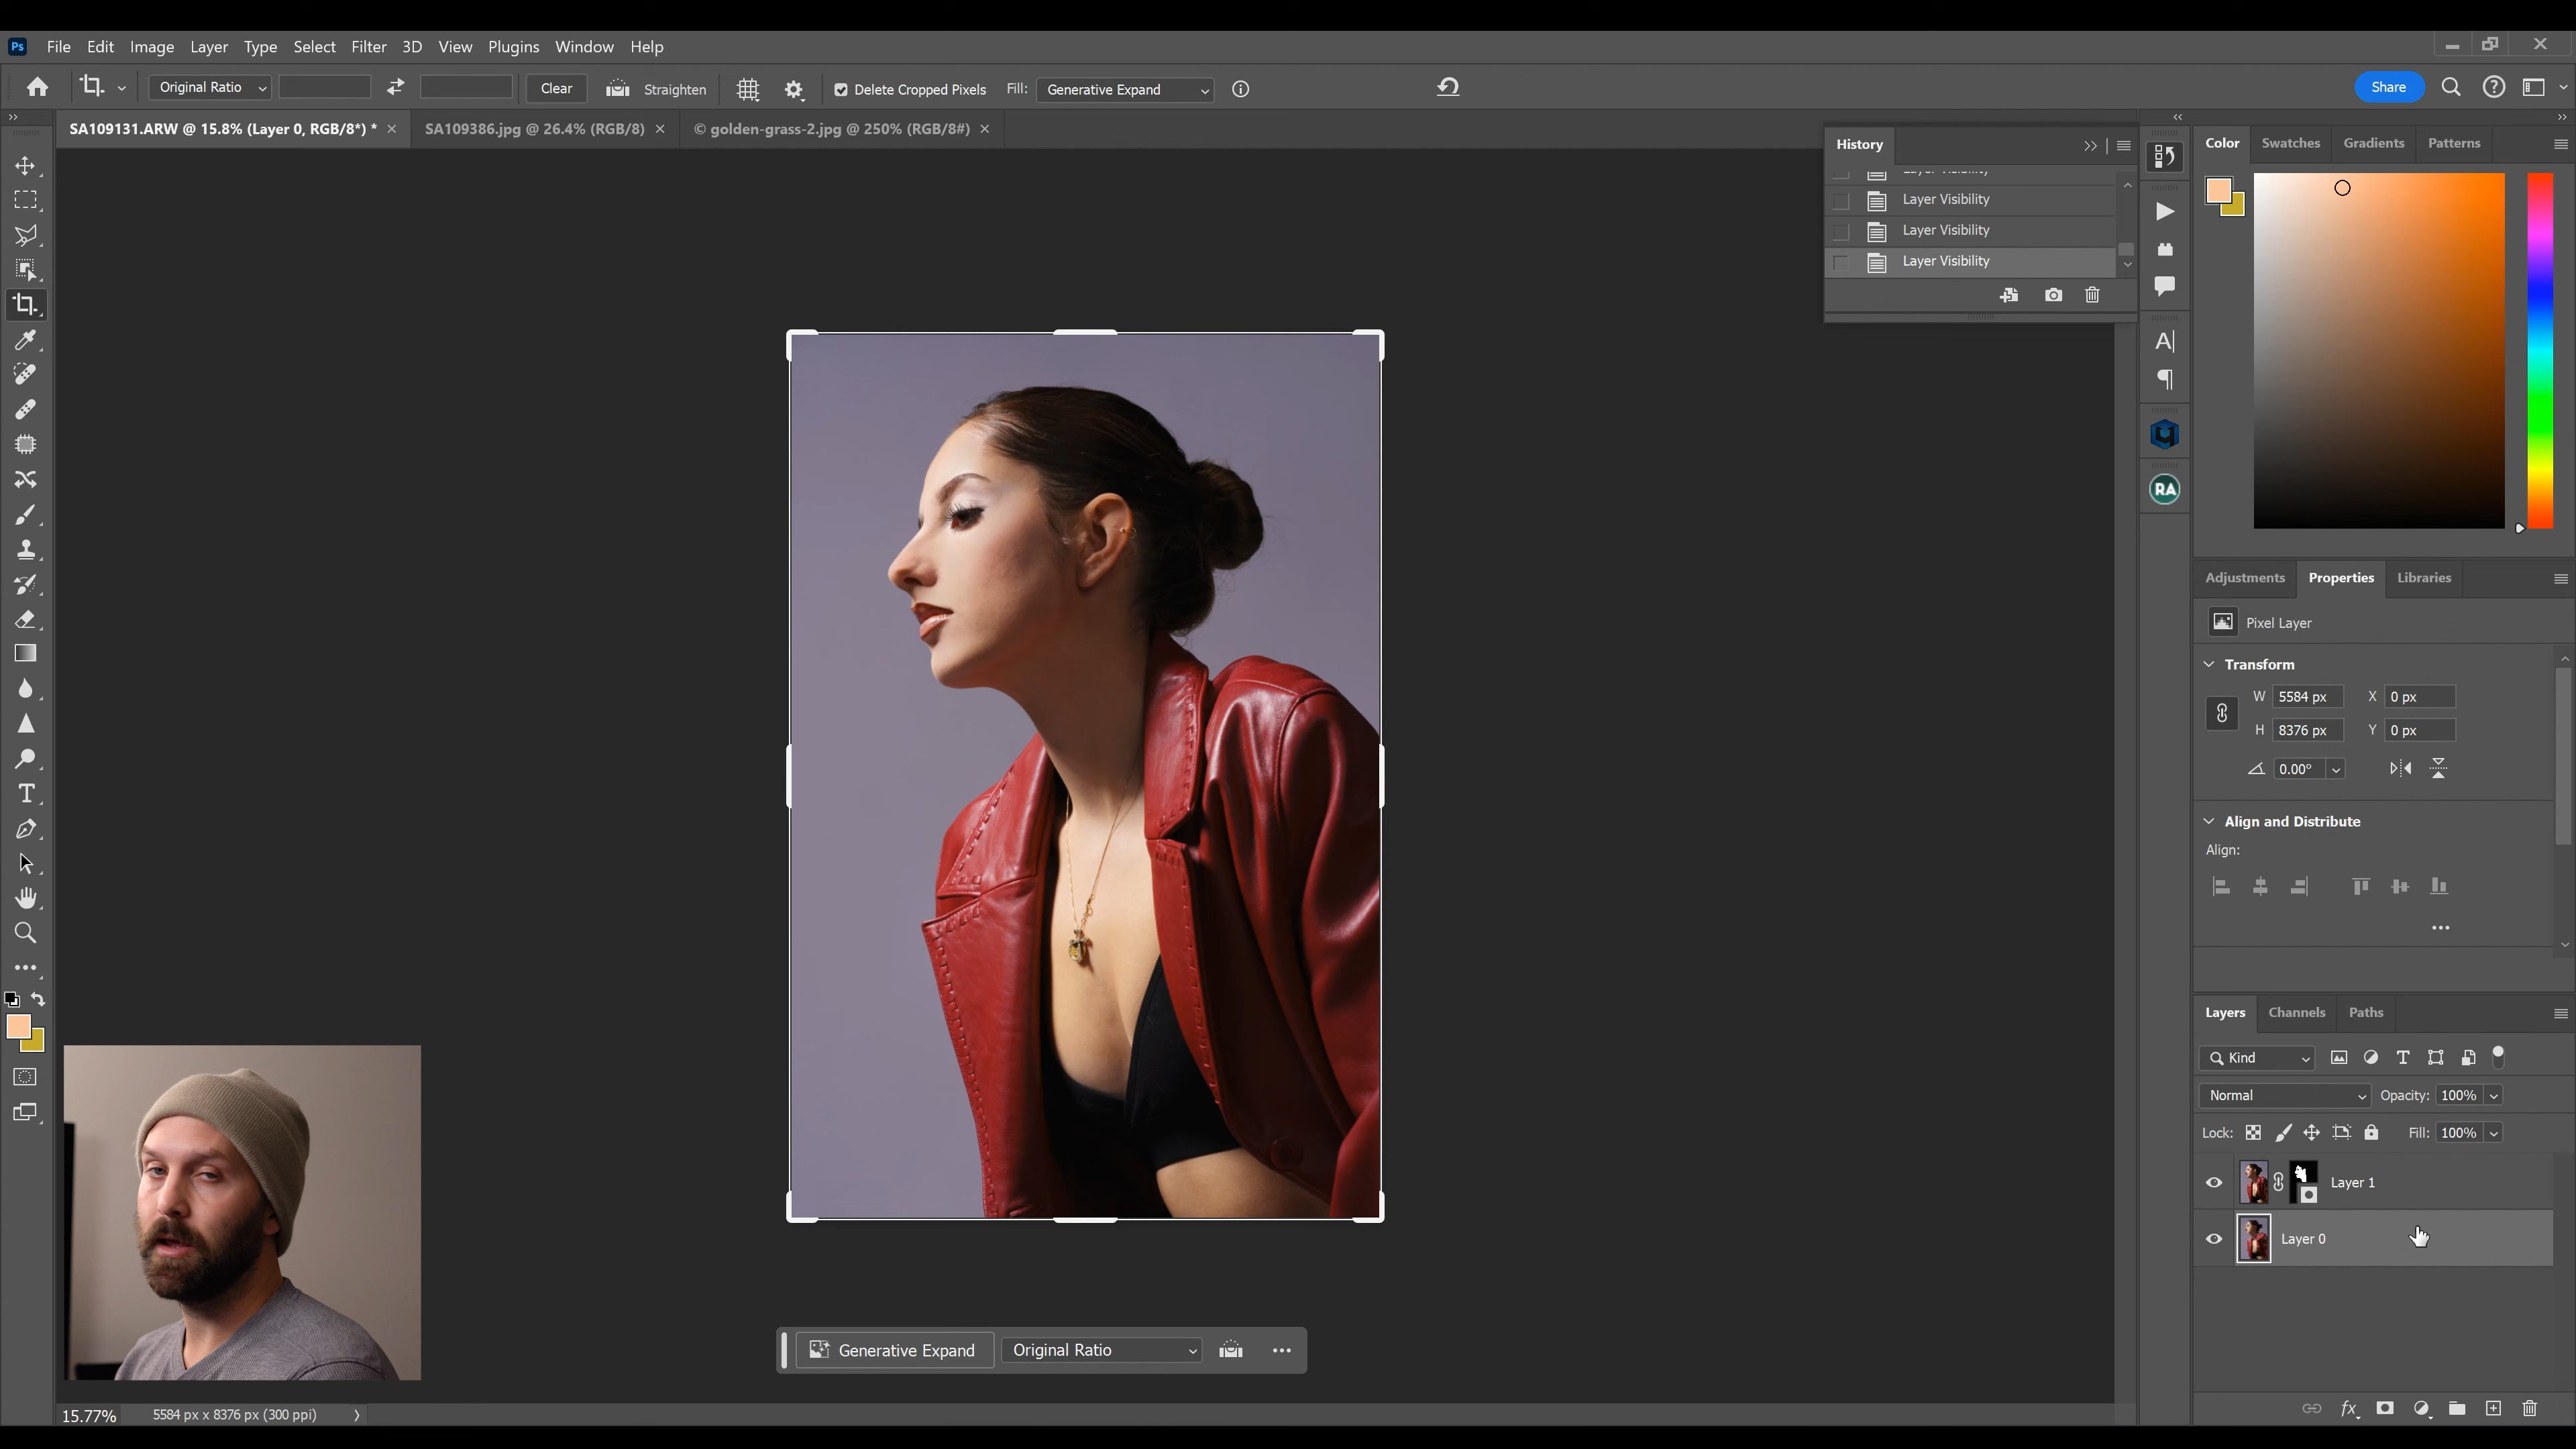 Ps File Edit Image Layer Type Select Filter 3D View Plugins Window Help
Original Ratio Clear Straighten Delete Cropped Pixels Fill: Generative Expand Share
SA109131.ARW @ 15.8% (Layer 0, RGB/8*) * SA109386.jpg @ 26.4% (RGB/8) © golden-grass-2.jpg @ 250% (RGB/8#)
History
Layer Visibility
Layer Visibility
Layer Visibility
Layer Visibility
A
RA
Color Swatches Gradients Patterns
Adjustments Properties Libraries
Pixel Layer
Transform
W 5584 px X 0 px
H 8376 px Y 0 px
0.00°
Align and Distribute
Align:
Layers Channels Paths
Kind
Normal Opacity: 100%
Lock: Fill: 100%
Layer 1
Layer 0
fx
Generative Expand Original Ratio
15.77% 5584 px x 8376 px (300 ppi)